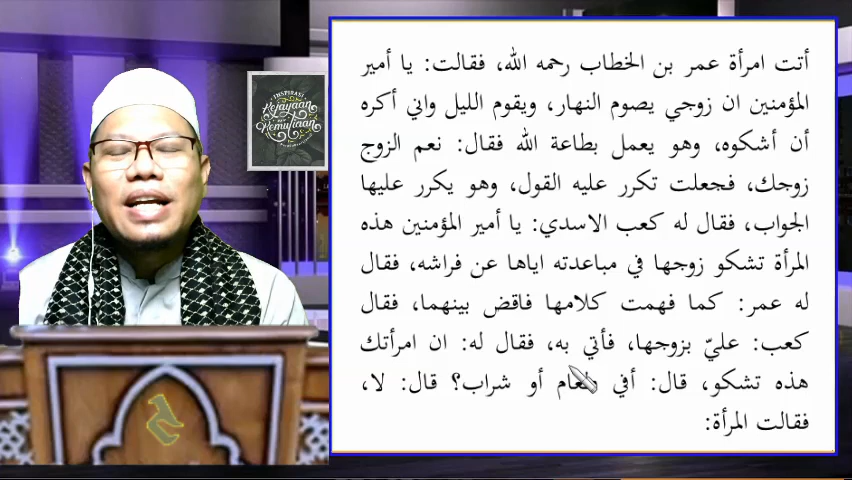 أتت امرأة عمر بن الخطاب رحمه الله، فقالت: يا أمير
المؤمنين ان زوجي يصوم النهار، ويقوم الليل واني أكره
أن أشكوه، وهو يعمل بطاعة الله فقال: نعم الزوج
زوجك، فجعلت تكرر عليه القول، وهو يكرر عليها
الجواب، فقال له كعب الاسدي: يا أمير المؤمنين هذه
المرأة تشكو زوجها في مباعدته اياها عن فراشه، فقال
له عمر: كما فهمت كلامها فاقض بينهما، فقال
كعب: عليّ بزوجها، فأتي به، فقال له: ان امرأتك
هذه تشكو، قال: أفي طعام أو شراب؟ قال: لا،
فقالت المرأة:
INSPIRASI
Kejayaan
Kemuliaan